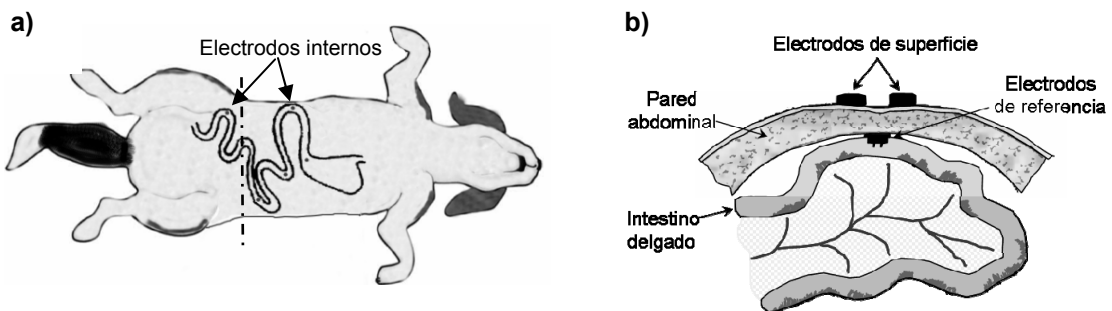 a)
Electrodos internos
b)
Electrodos de superficie
Electrodos
de referencia
Pared
abdominal
Intestino
delgado